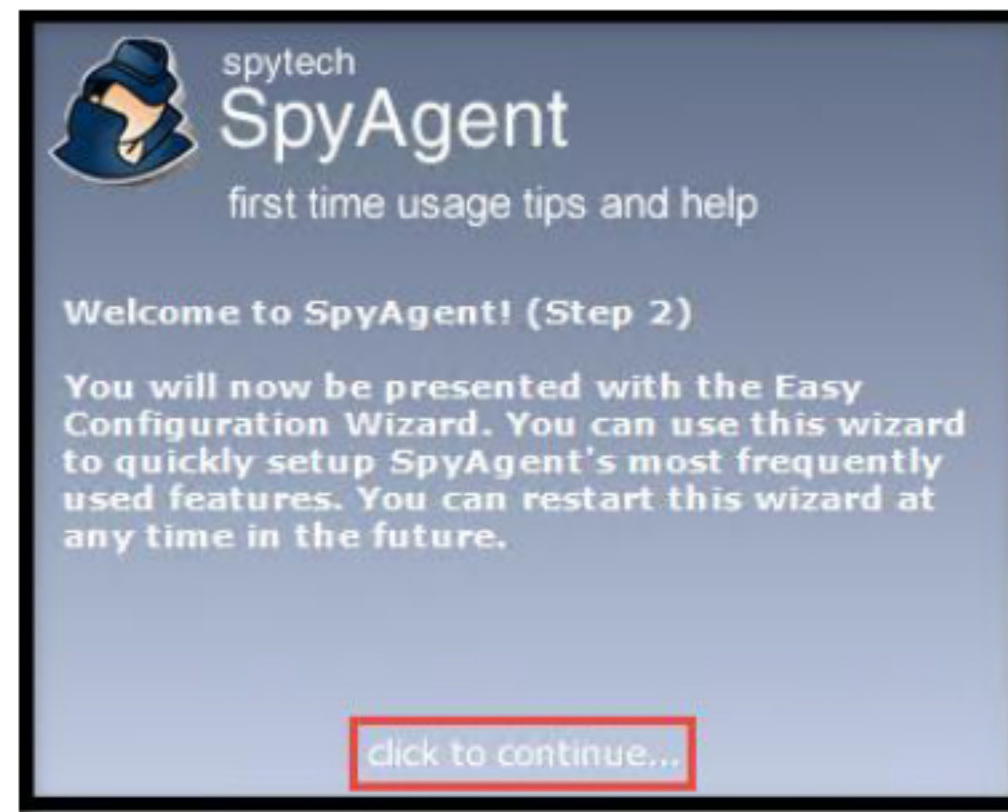 spytech
SpyAgent
first time usage tips and help
Welcome to SpyAgent! (Step 2)
You will now be presented with the Easy
Configuration Wizard. You can use this wizard
to quickly setup SpyAgent's most frequently
used features. You can restart this wizard at
any time in the future.
click to continue...